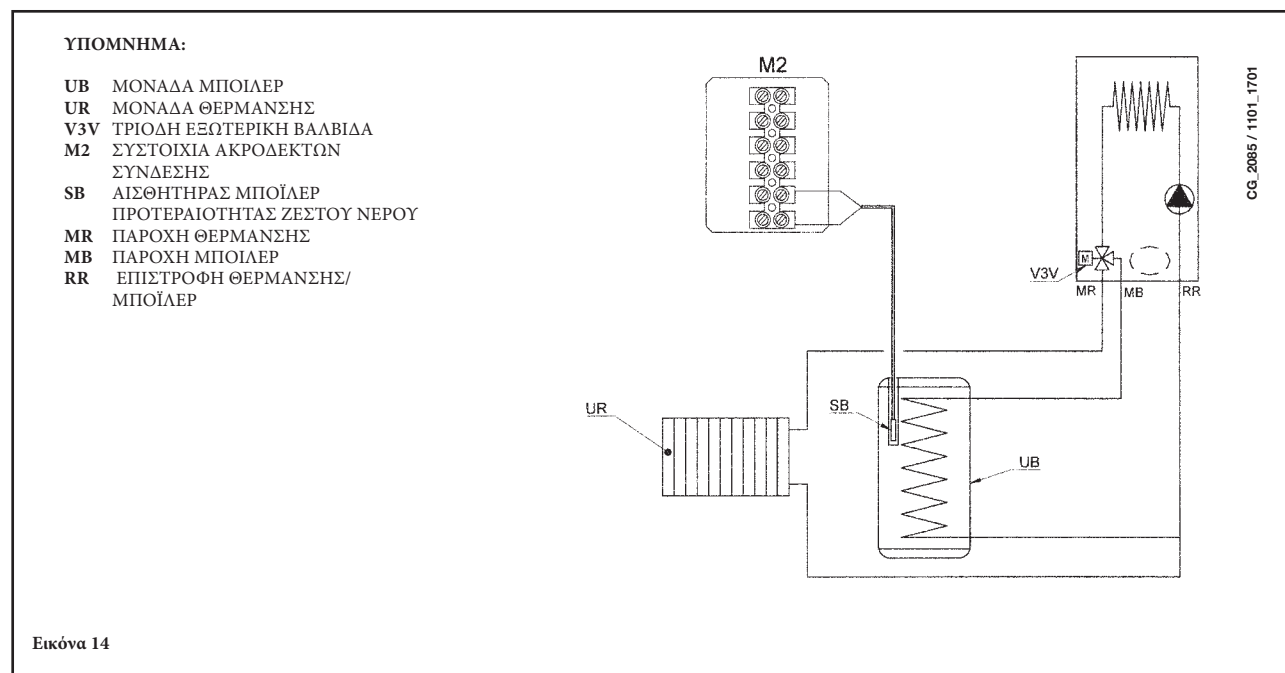 ΥΠΟΜΝΗΜΑ:
UB ΜΟΝΑΔΑ ΜΠΟΙΛΕΡ
UR ΜΟΝΑΔΑ ΘΕΡΜΑΝΣΗΣ
V3V ΤΡΙΟΔΗ ΕΞΩΤΕΡΙΚΗ ΒΑΛΒΙΔΑ
M2 ΣΥΣΤΟΙΧΙΑ ΑΚΡΟΔΕΚΤΩΝ
ΣΥΝΔΕΣΗΣ
SB ΑΙΣΘΗΤΗΡΑΣ ΜΠΟΪΛΕΡ
ΠΡΟΤΕΡΑΙΟΤΗΤΑΣ ΖΕΣΤΟΥ ΝΕΡΟΥ
MR ΠΑΡΟΧΗ ΘΕΡΜΑΝΣΗΣ
MB ΠΑΡΟΧΗ ΜΠΟΙΛΕΡ
RR ΕΠΙΣΤΡΟΦΗ ΘΕΡΜΑΝΣΗΣ/
ΜΠΟΪΛΕΡ
M2
CG_2085 / 1101_1701
M
V3V
MR
MB
RR
UR
SB
UB
Εικόνα 14